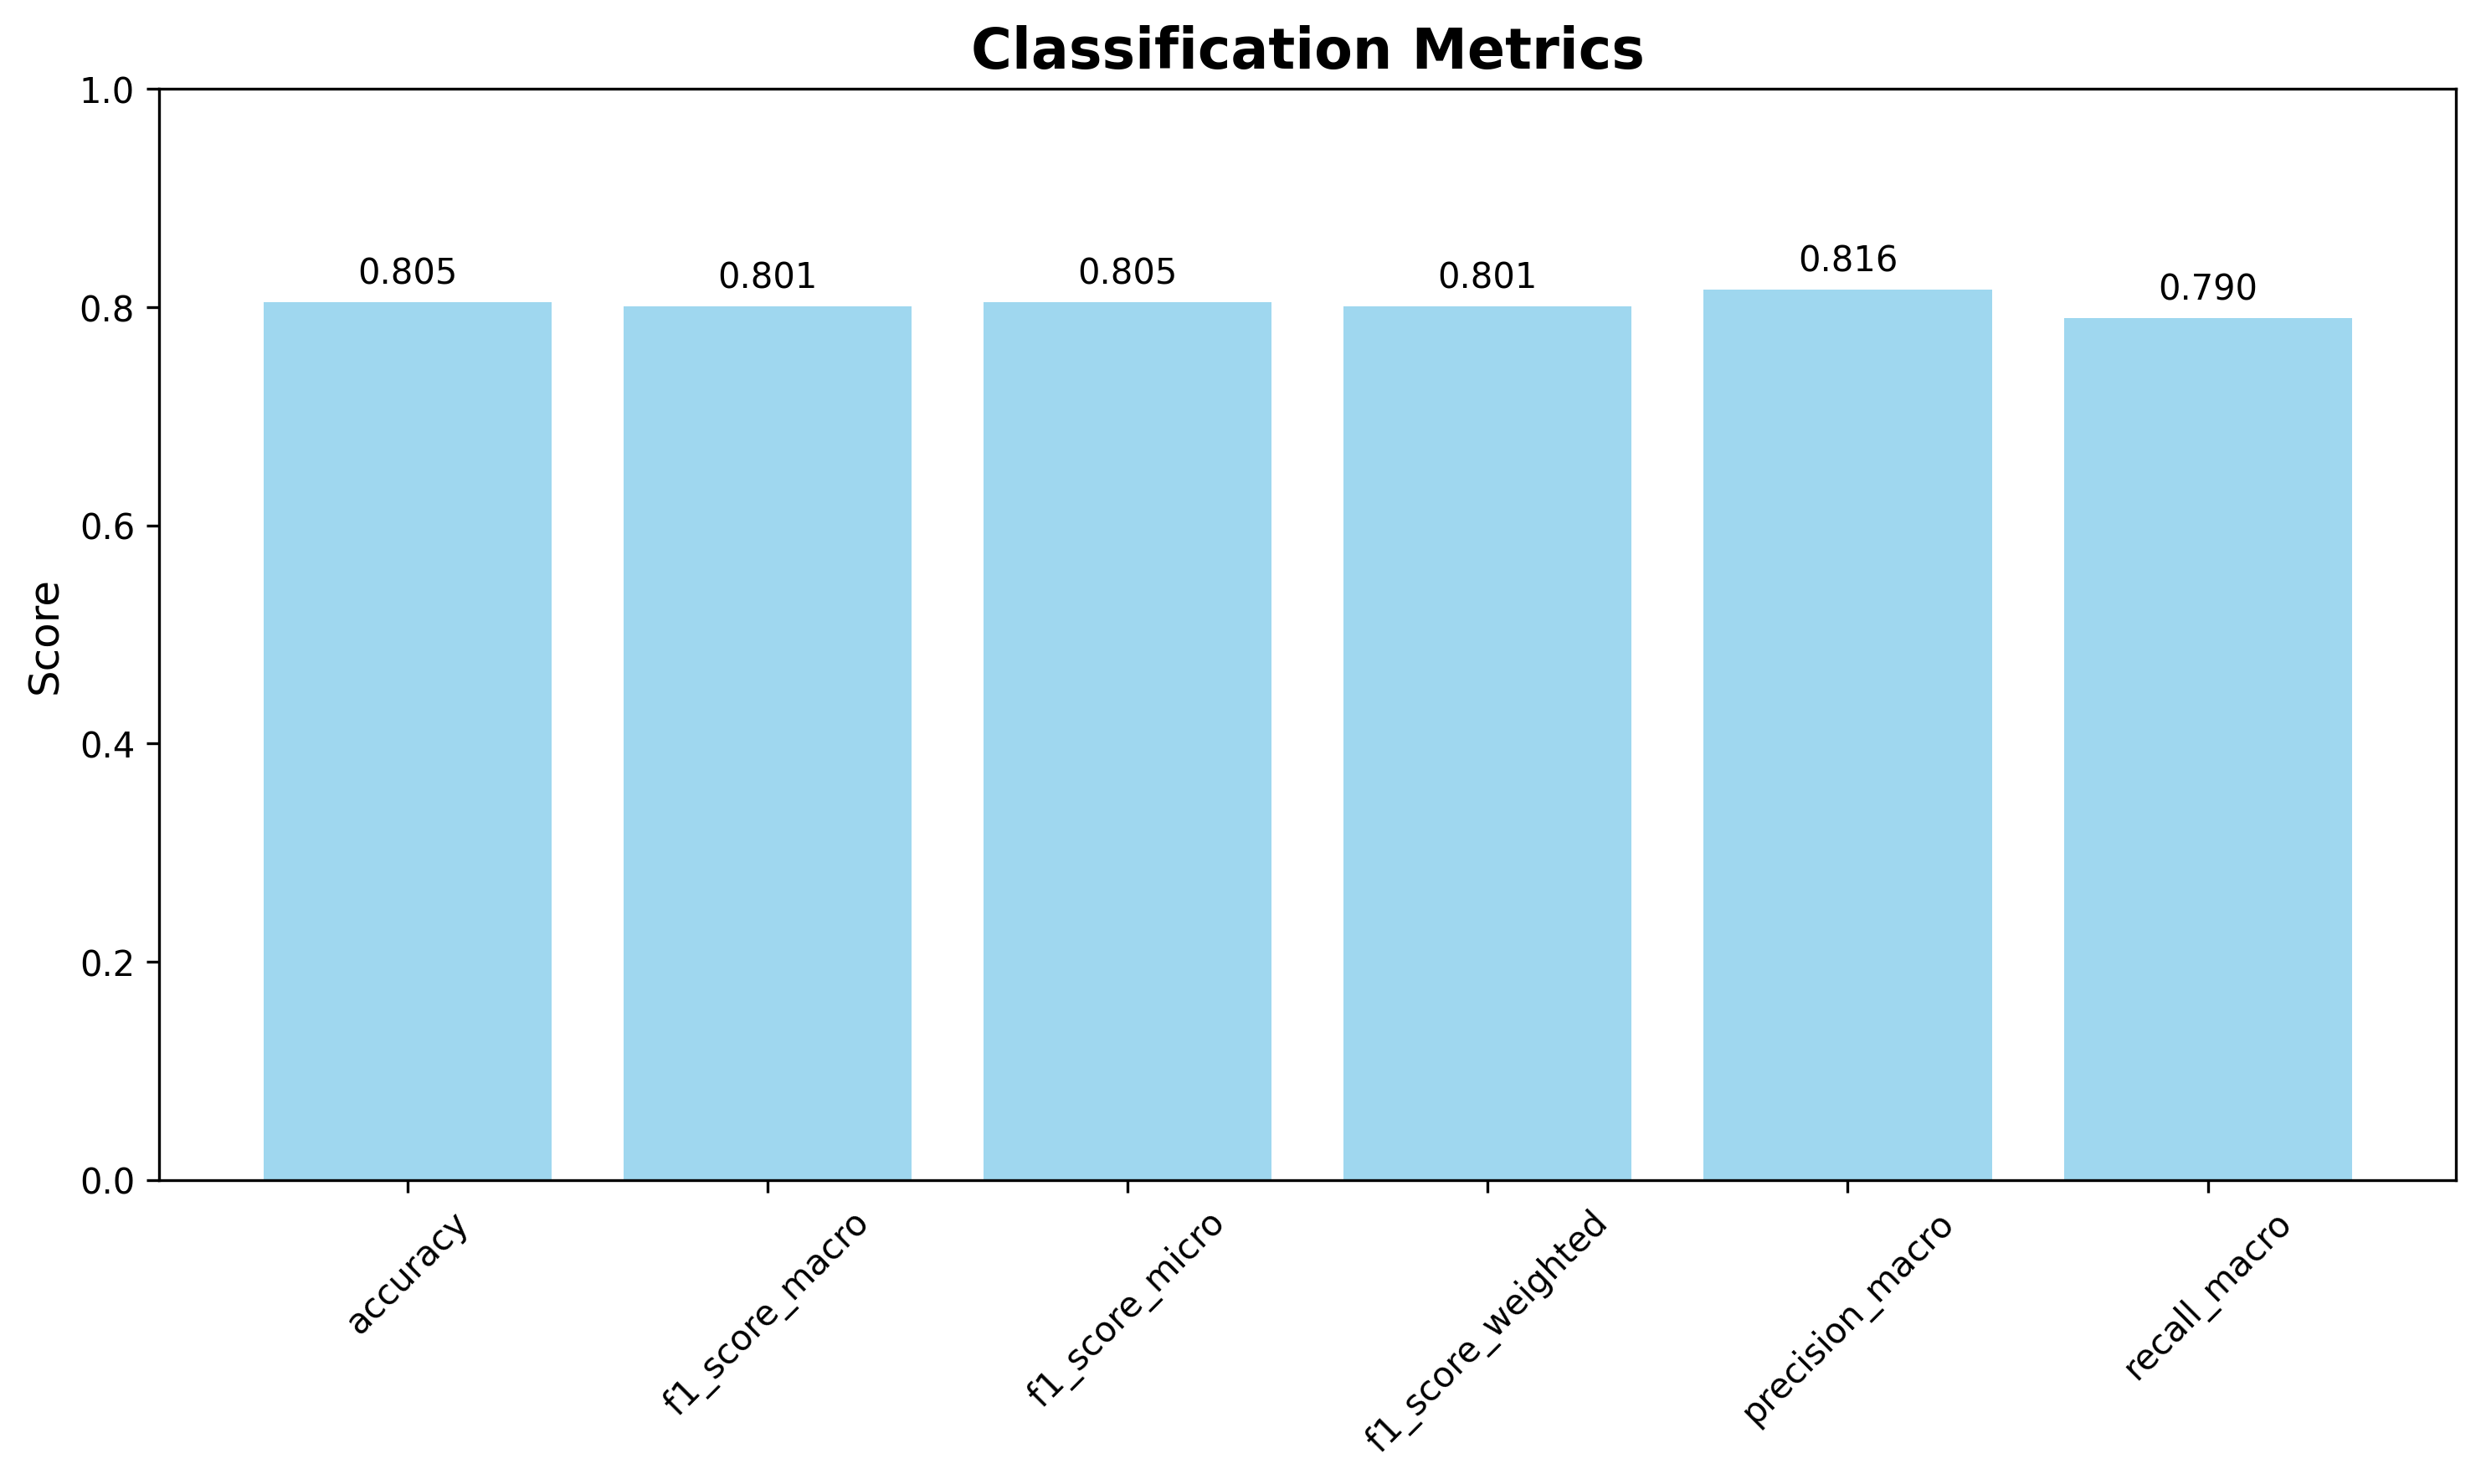 Classification Metrics
Score
1.0
0.8
0.6
0.4
0.2
0.0
0.805
0.801
0.805
0.801
0.816
0.790
accuracy
f1_score_macro
f1_score_micro
f1_score_weighted
precision_macro
recall_macro